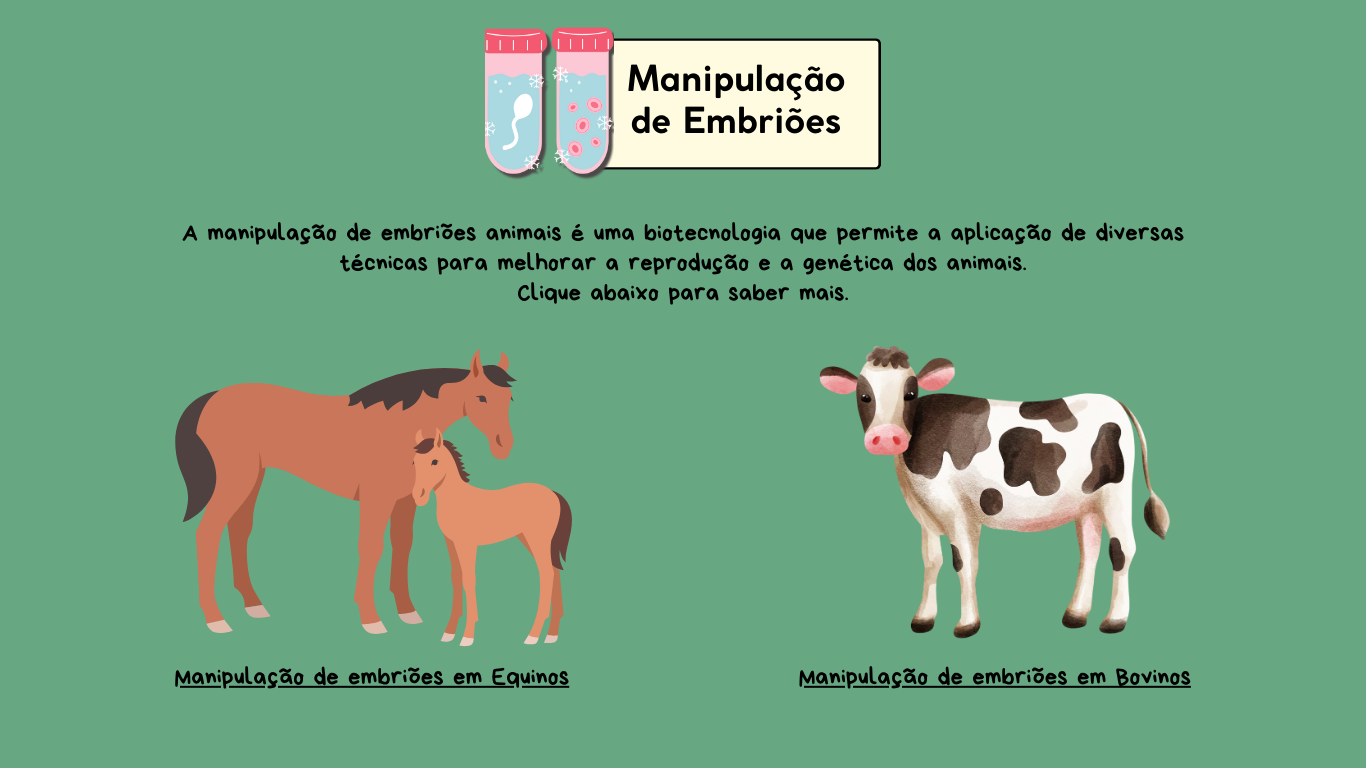 Manipulação
de Embriões
A manipulação de embriões animais é uma biotecnologia que permite a aplicação de diversas
técnicas para melhorar a reprodução e a genética dos animais.
Clique abaixo para saber mais.
Manipulação de embriões em Equinos
Manipulação de embriões em Bovinos